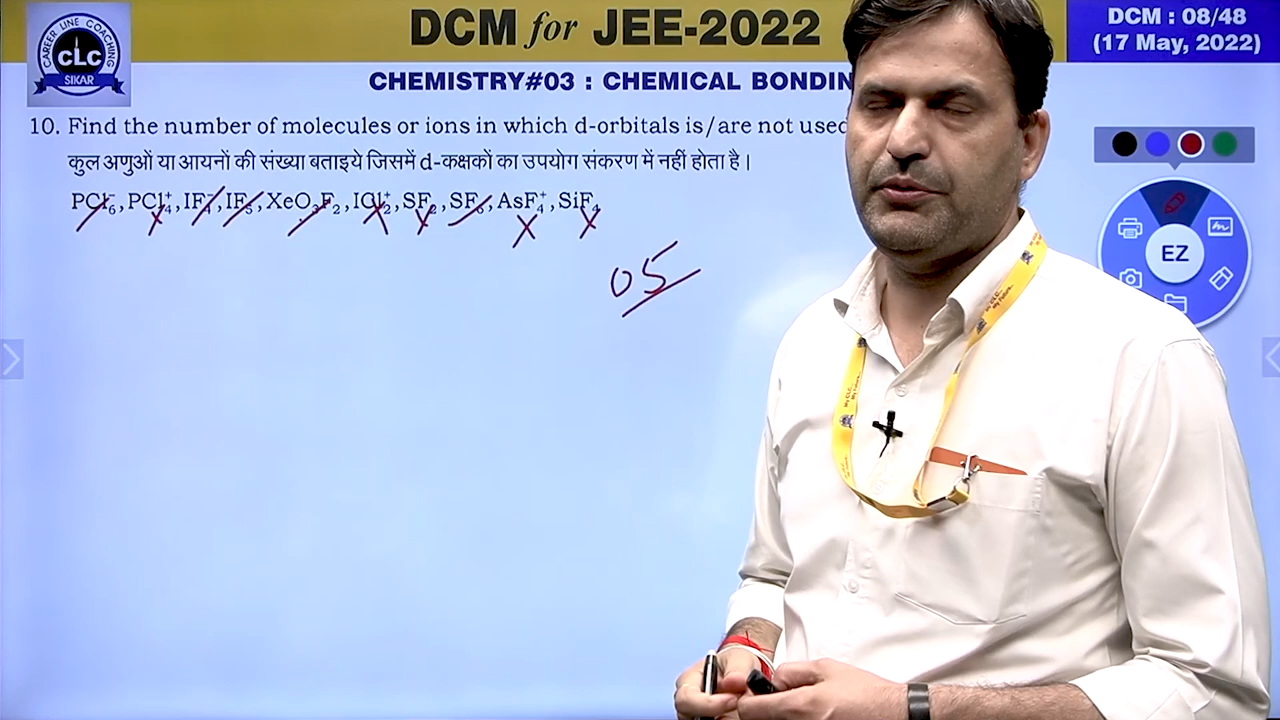 DCM for JEE-2022
DCM : 08/48
(17 May, 2022)
CAREER LINE COACHING
CLC
SIKAR
CHEMISTRY#03 : CHEMICAL BONDIN
10. Find the number of molecules or ions in which d-orbitals is/are not used
कुल अणुओं या आयनों की संख्या बताइये जिसमें d-कक्षकों का उपयोग संकरण में नहीं होता है।
PCl₆⁻, PCl₄⁺, IF₄⁻, IF₅, XeO₃F₂, ICl₂⁺, SF₂, SF₆, AsF₄⁺, SiF₄
05
EZ